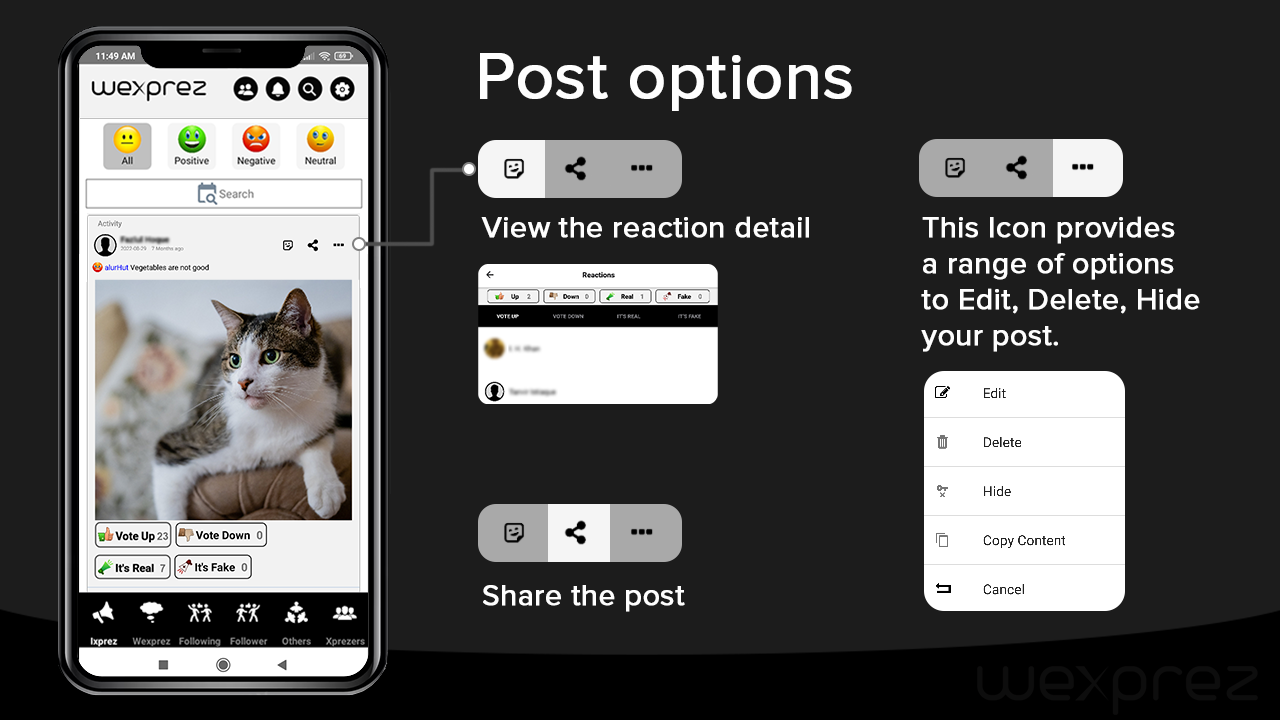 11:49 AM
69
wexprez
All
Positive
Negative
Neutral
Search
Activity
2022-08-29 7 Months ago
alurHut Vegetables are not good
Vote Up 23
Vote Down 0
It's Real 7
It's Fake 0
Ixprez
Wexprez
Following
Follower
Others
Xprezers
Post options
View the reaction detail
Reactions
Up 2
Down 0
Real 1
Fake 0
VOTE UP
VOTE DOWN
IT'S REAL
IT'S FAKE
Share the post
This Icon provides
a range of options
to Edit, Delete, Hide
your post.
Edit
Delete
Hide
Copy Content
Cancel
wexprez